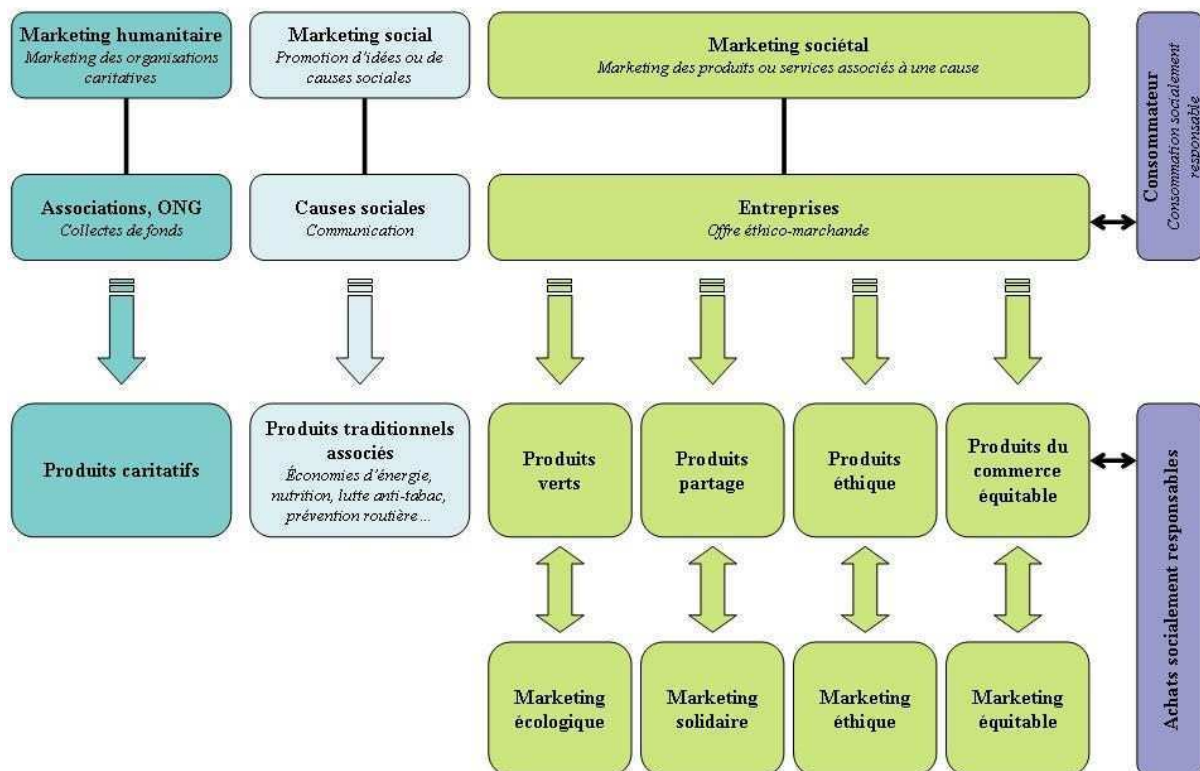 Marketing humanitaire
Marketing des organisations
caritatives
Marketing social
Promotion d'idées ou de
causes sociales
Marketing sociétal
Marketing des produits ou services associés à une cause
Consommateur
Consommation socialement
responsable
Associations, ONG
Collectes de fonds
Causes sociales
Communication
Entreprises
Offre éthico-marchande
Produits caritatifs
Produits traditionnels
associés
Économies d'énergie,
nutrition, lutte anti-tabac,
prévention routière…
Produits
verts
Produits
partage
Produits
éthique
Produits du
commerce
équitable
Achats socialement responsables
Marketing
écologique
Marketing
solidaire
Marketing
éthique
Marketing
équitable